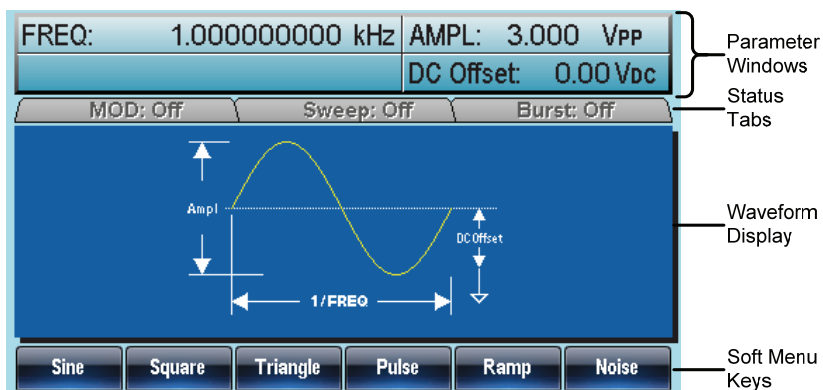 FREQ: 1.000000000 kHz AMPL: 3.000 VPP
DC Offset: 0.00 VDC
MOD: Off Sweep: Off Burst: Off
Ampl
DC Offset
1/FREQ
Sine Square Triangle Pulse Ramp Noise
Parameter
Windows
Status
Tabs
Waveform
Display
Soft Menu
Keys